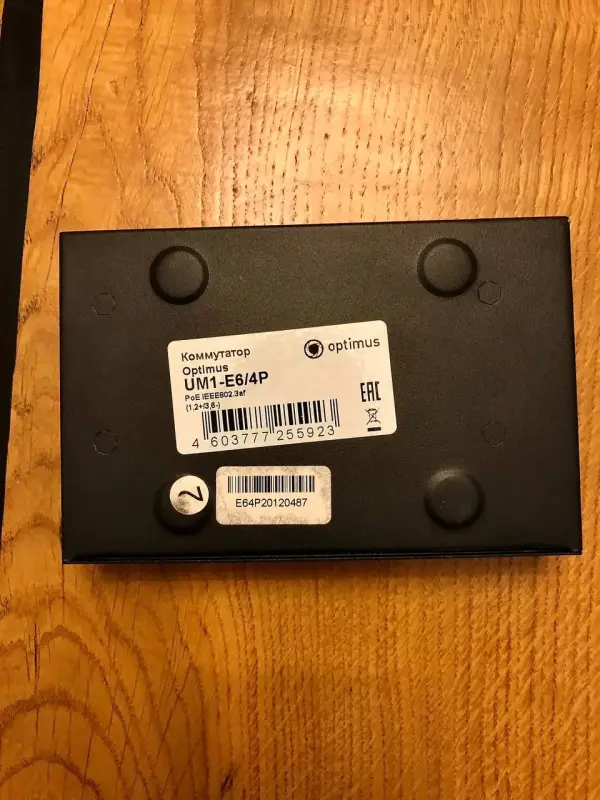 Коммутатор
optimus
Optimus
UM1-E6/4P
PoE IEEE802.3af
(1,2+/3,6-)
EAC
4 603777 255923
2
E64P20120487